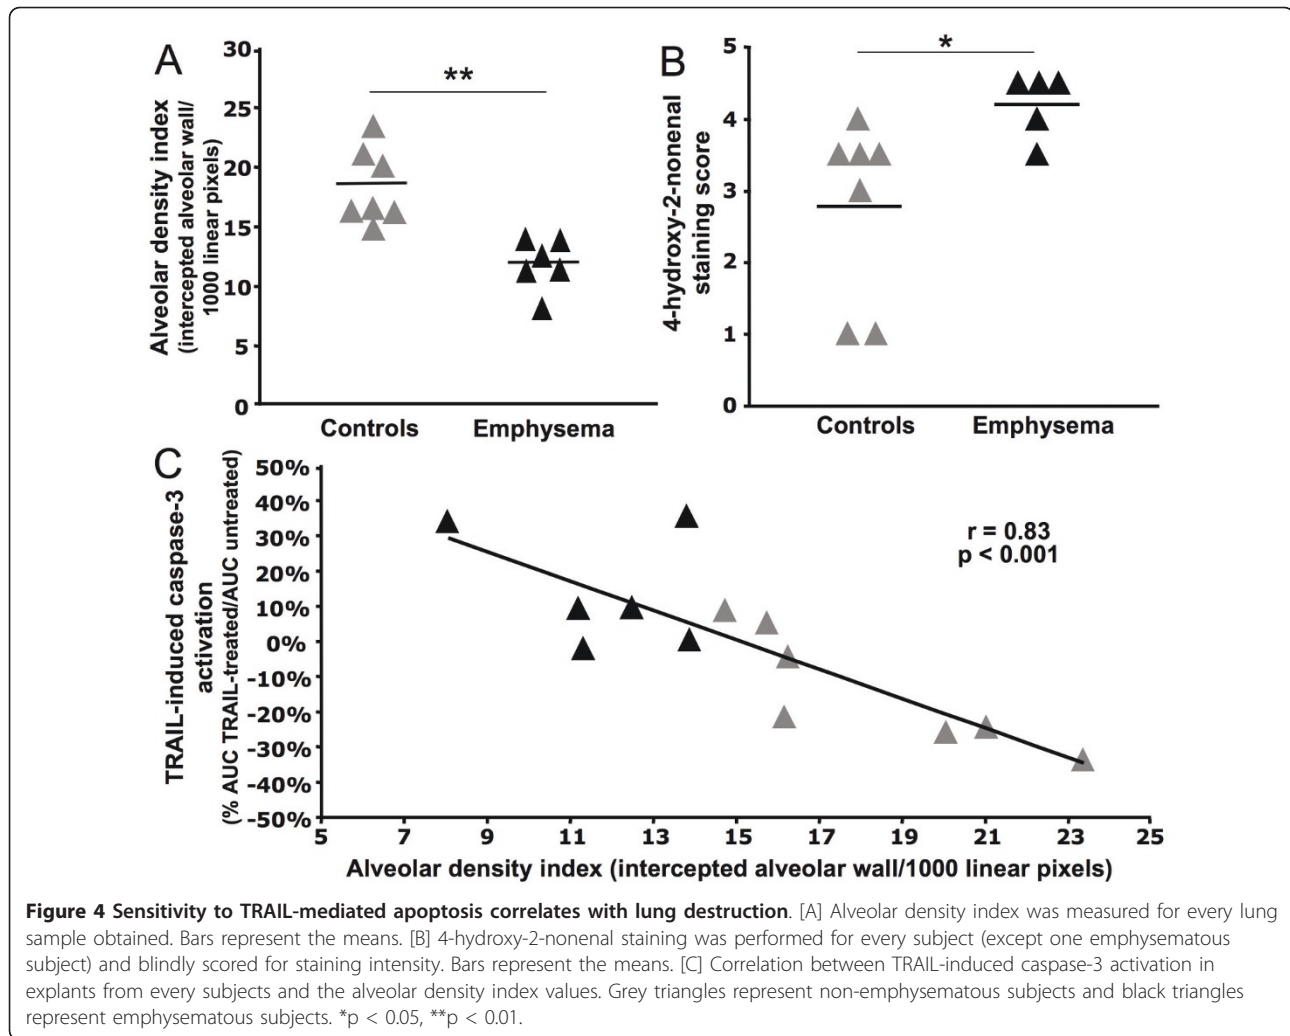 A
Alveolar density index
(intercepted alveolar wall/
1000 linear pixels)
30
25
20
15
10
5
0
**
Controls
Emphysema
B
4-hydroxy-2-nonenal
staining score
5
4
3
2
1
0
*
Controls
Emphysema
C
TRAIL-induced caspase-3
activation
(% AUC TRAIL-treated/AUC untreated)
50%
40%
30%
20%
10%
0%
-10%
-20%
-30%
-40%
-50%
r = 0.83
p < 0.001
5 7 9 11 13 15 17 19 21 23 25
Alveolar density index (intercepted alveolar wall/1000 linear pixels)
Figure 4 Sensitivity to TRAIL-mediated apoptosis correlates with lung destruction. [A] Alveolar density index was measured for every lung
sample obtained. Bars represent the means. [B] 4-hydroxy-2-nonenal staining was performed for every subject (except one emphysematous
subject) and blindly scored for staining intensity. Bars represent the means. [C] Correlation between TRAIL-induced caspase-3 activation in
explants from every subjects and the alveolar density index values. Grey triangles represent non-emphysematous subjects and black triangles
represent emphysematous subjects. *p < 0.05, **p < 0.01.